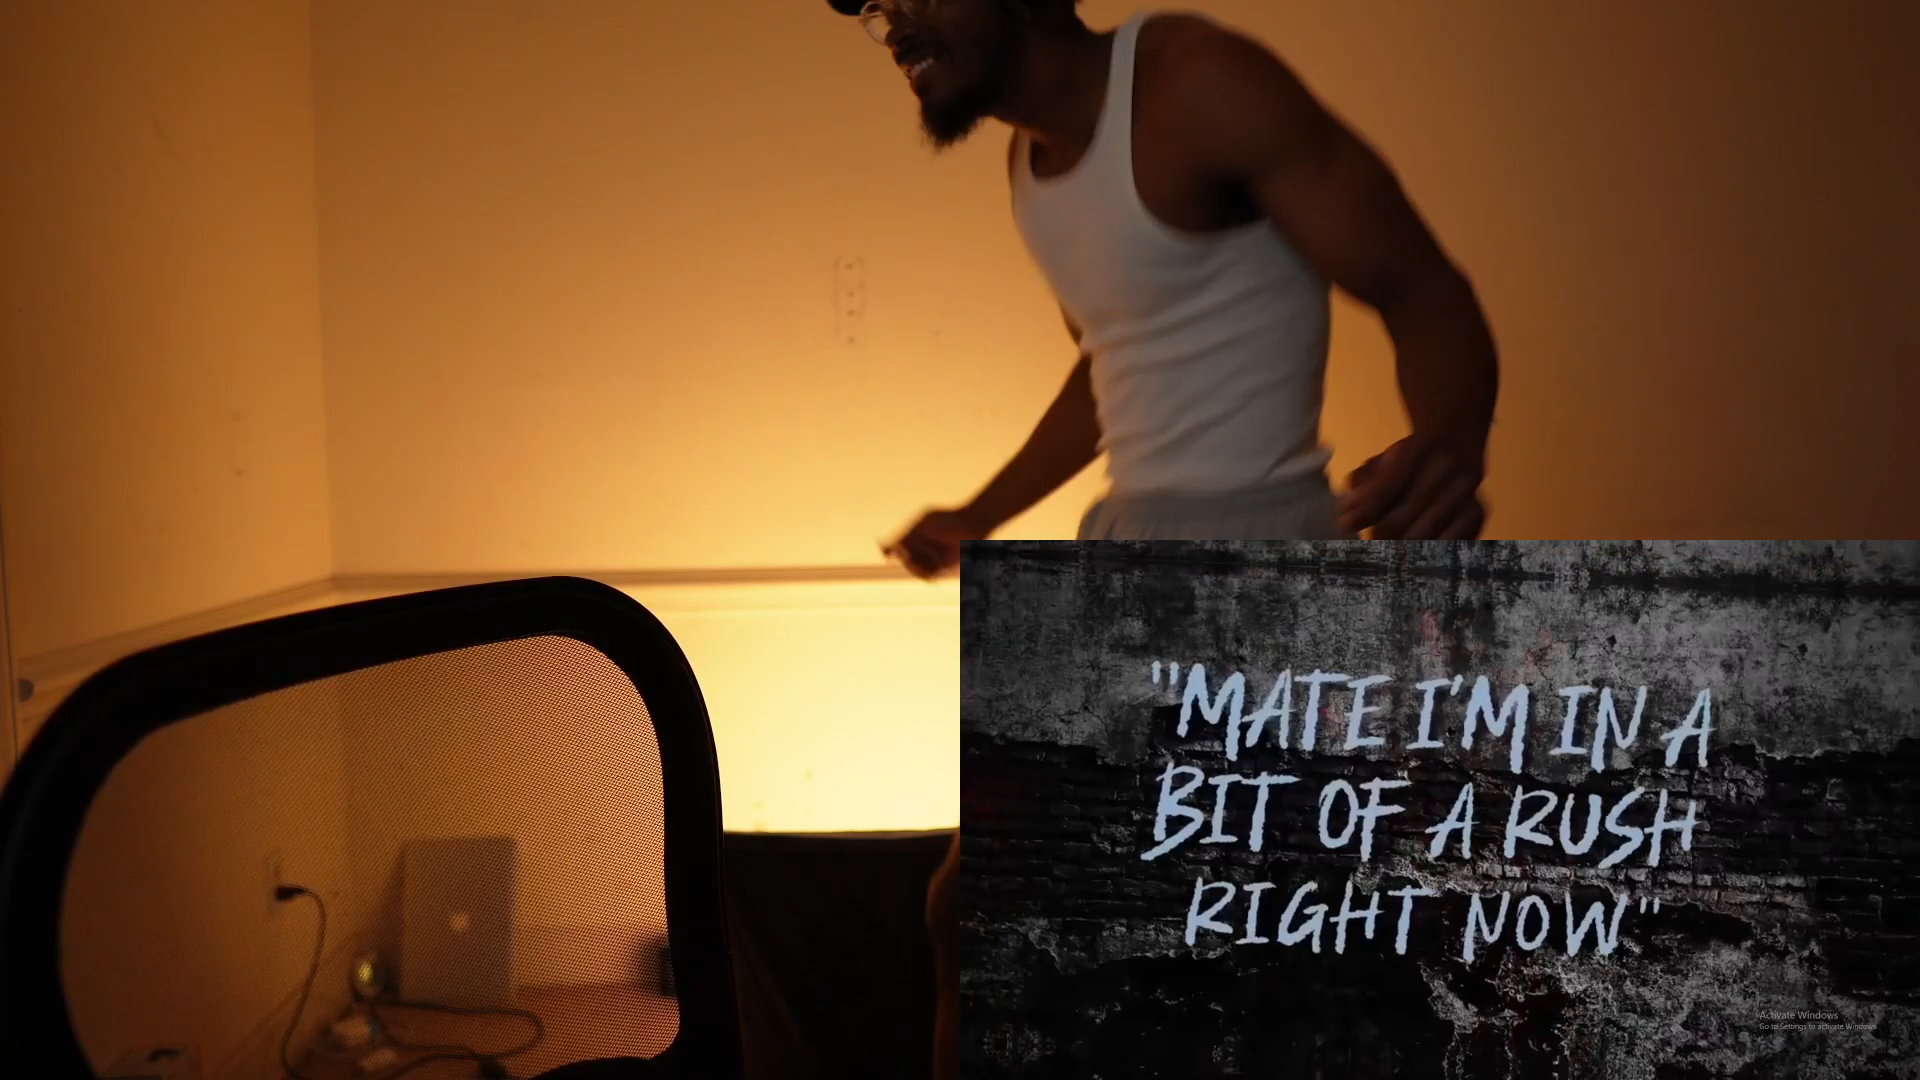 "MATE I'M IN A
BIT OF A RUSH
RIGHT NOW"
Activate Windows
Go to Settings to activate Windows.